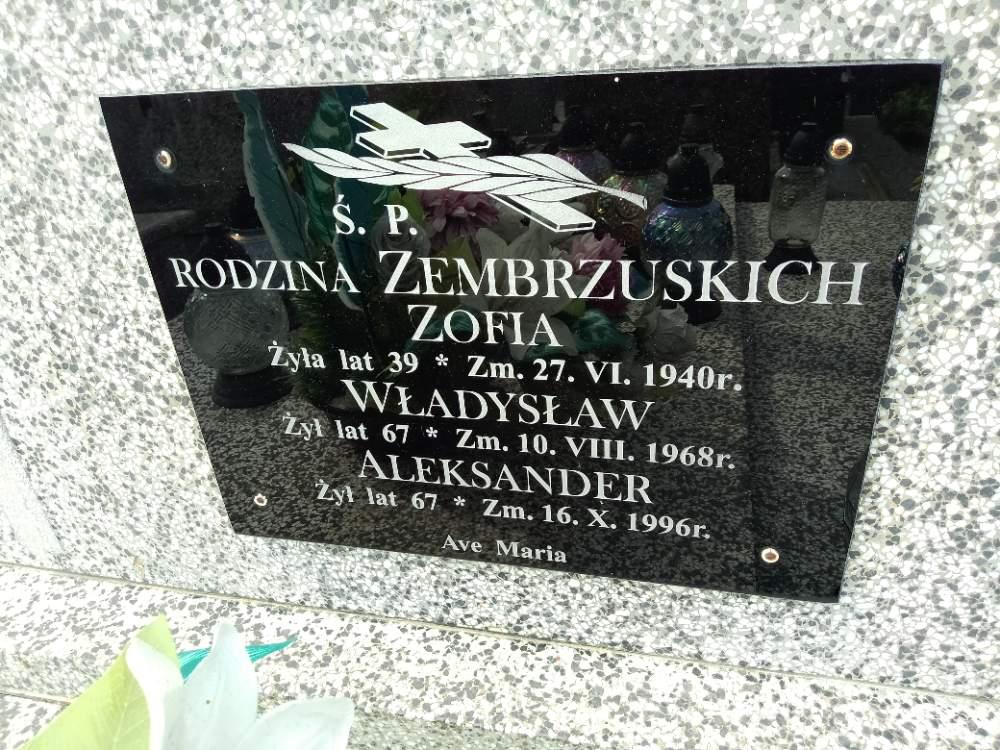 Ś. P.
RODZINA ZEMBRZUSKICH
ZOFIA
Żyła lat 39 * Zm. 27. VI. 1940r.
WŁADYSŁAW
Żył lat 67 * Zm. 10. VIII. 1968r.
ALEKSANDER
Żył lat 67 * Zm. 16. X. 1996r.
Ave Maria